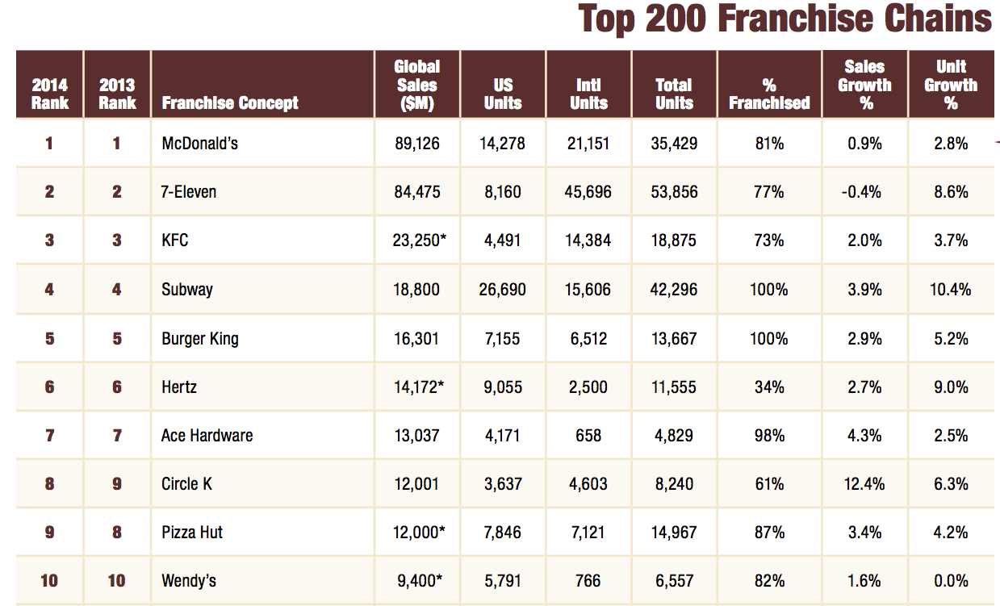 Top 200 Franchise Chains
2014 Rank 2013 Rank Franchise Concept Global Sales ($M) US Units Intl Units Total Units % Franchised Sales Growth % Unit Growth %
1 1 McDonald's 89,126 14,278 21,151 35,429 81% 0.9% 2.8%
2 2 7-Eleven 84,475 8,160 45,696 53,856 77% -0.4% 8.6%
3 3 KFC 23,250* 4,491 14,384 18,875 73% 2.0% 3.7%
4 4 Subway 18,800 26,690 15,606 42,296 100% 3.9% 10.4%
5 5 Burger King 16,301 7,155 6,512 13,667 100% 2.9% 5.2%
6 6 Hertz 14,172* 9,055 2,500 11,555 34% 2.7% 9.0%
7 7 Ace Hardware 13,037 4,171 658 4,829 98% 4.3% 2.5%
8 9 Circle K 12,001 3,637 4,603 8,240 61% 12.4% 6.3%
9 8 Pizza Hut 12,000* 7,846 7,121 14,967 87% 3.4% 4.2%
10 10 Wendy's 9,400* 5,791 766 6,557 82% 1.6% 0.0%